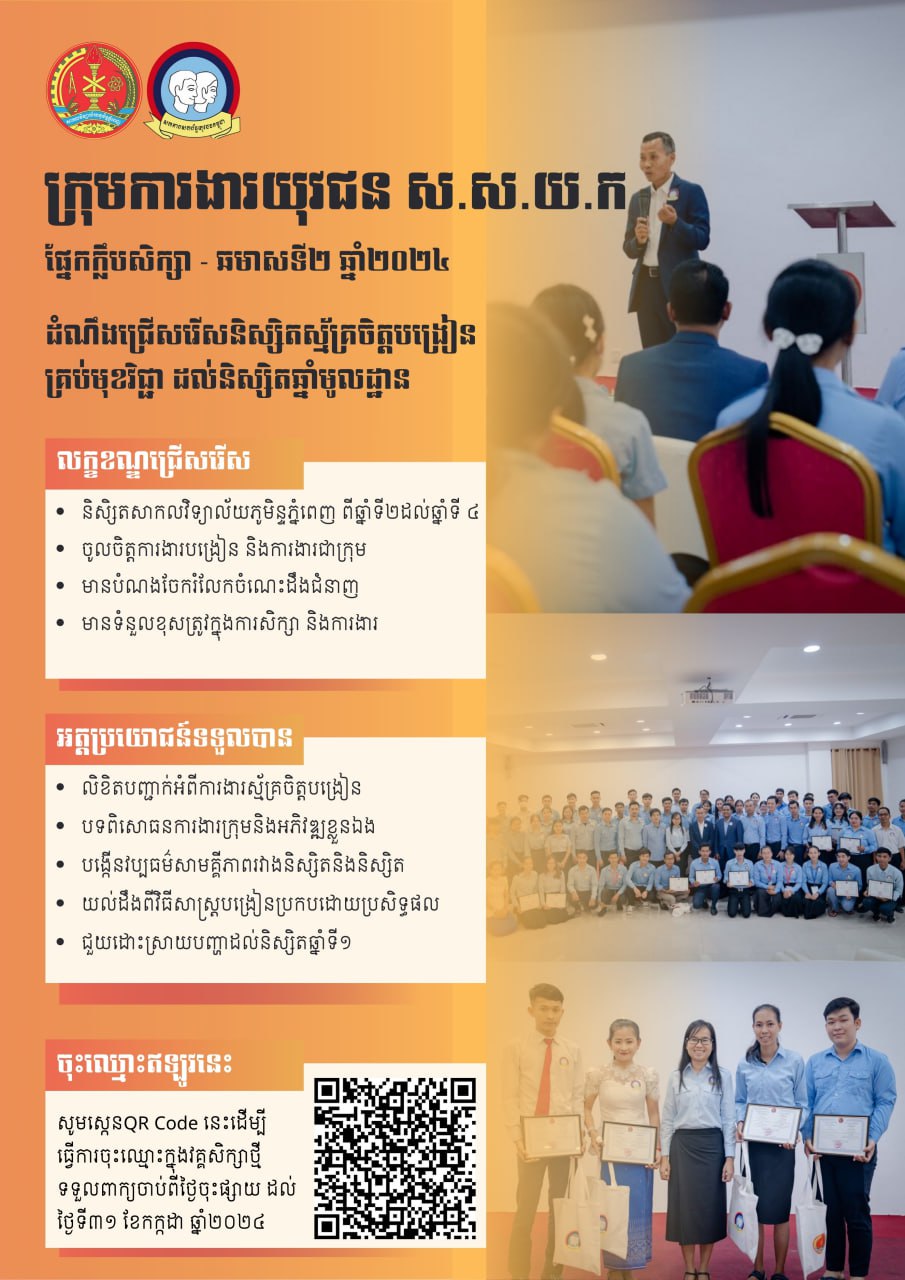 ក្រុមការងារយុវជន ស.ស.យ.ក
ផ្នែកក្លឹបសិក្សា - ឆមាសទី២ ឆ្នាំ២០២៤
ដំណឹងជ្រើសរើសនិស្សិតស្ម័គ្រចិត្តបង្រៀន
គ្រប់មុខវិជ្ជា ដល់និស្សិតឆ្នាំមូលដ្ឋាន
លក្ខខណ្ឌជ្រើសរើស
• និសិ្សតសាកលវិទ្យាល័យភូមិន្ទភ្នំពេញ ពីឆ្នាំទី២ដល់ឆ្នាំទី ៤
• ចូលចិត្តការងារបង្រៀន និងការងារជាក្រុម
• មានបំណងចែករំលែកចំណេះដឹងជំនាញ
• មានទំនួលខុសត្រូវក្នុងការសិក្សា និងការងារ
អត្តប្រយោជន៍ទទួលបាន
• លិខិតបញ្ជាក់អំពីការងារស្ម័គ្រចិត្តបង្រៀន
• បទពិសោធនការងារក្រុមនិងអភិវឌ្ឍខ្លួនឯង
• បង្កើនវប្បធម៌សាមគ្គីភាពរវាងនិស្សិតនិងនិស្សិត
• យល់ដឹងពីវិធីសាស្ត្របង្រៀនប្រកបដោយប្រសិទ្ធផល
• ជួយដោះស្រាយបញ្ហាដល់និស្សិតឆ្នាំទី១
ចុះឈ្មោះឥឡូវនេះ
សូមស្កេនQR Code នេះដើម្បី
ធ្វើការចុះឈ្មោះក្នុងវគ្គសិក្សាថ្មី
ទទួលពាក្យចាប់ពីថ្ងៃចុះផ្សាយ ដល់
ថ្ងៃទី៣១ ខែកក្កដា ឆ្នាំ២០២៤